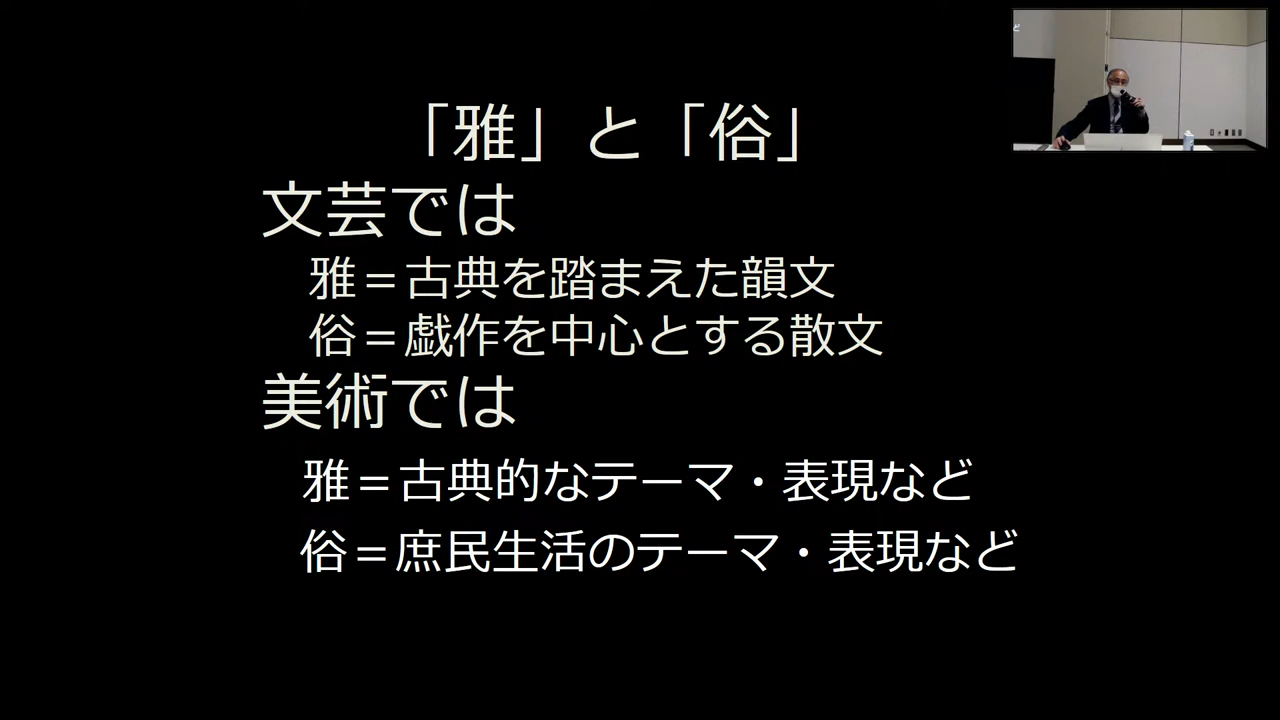 「雅」と「俗」
文芸では
雅＝古典を踏まえた韻文
俗＝戯作を中心とする散文
美術では
雅＝古典的なテーマ・表現など
俗＝庶民生活のテーマ・表現など
ど